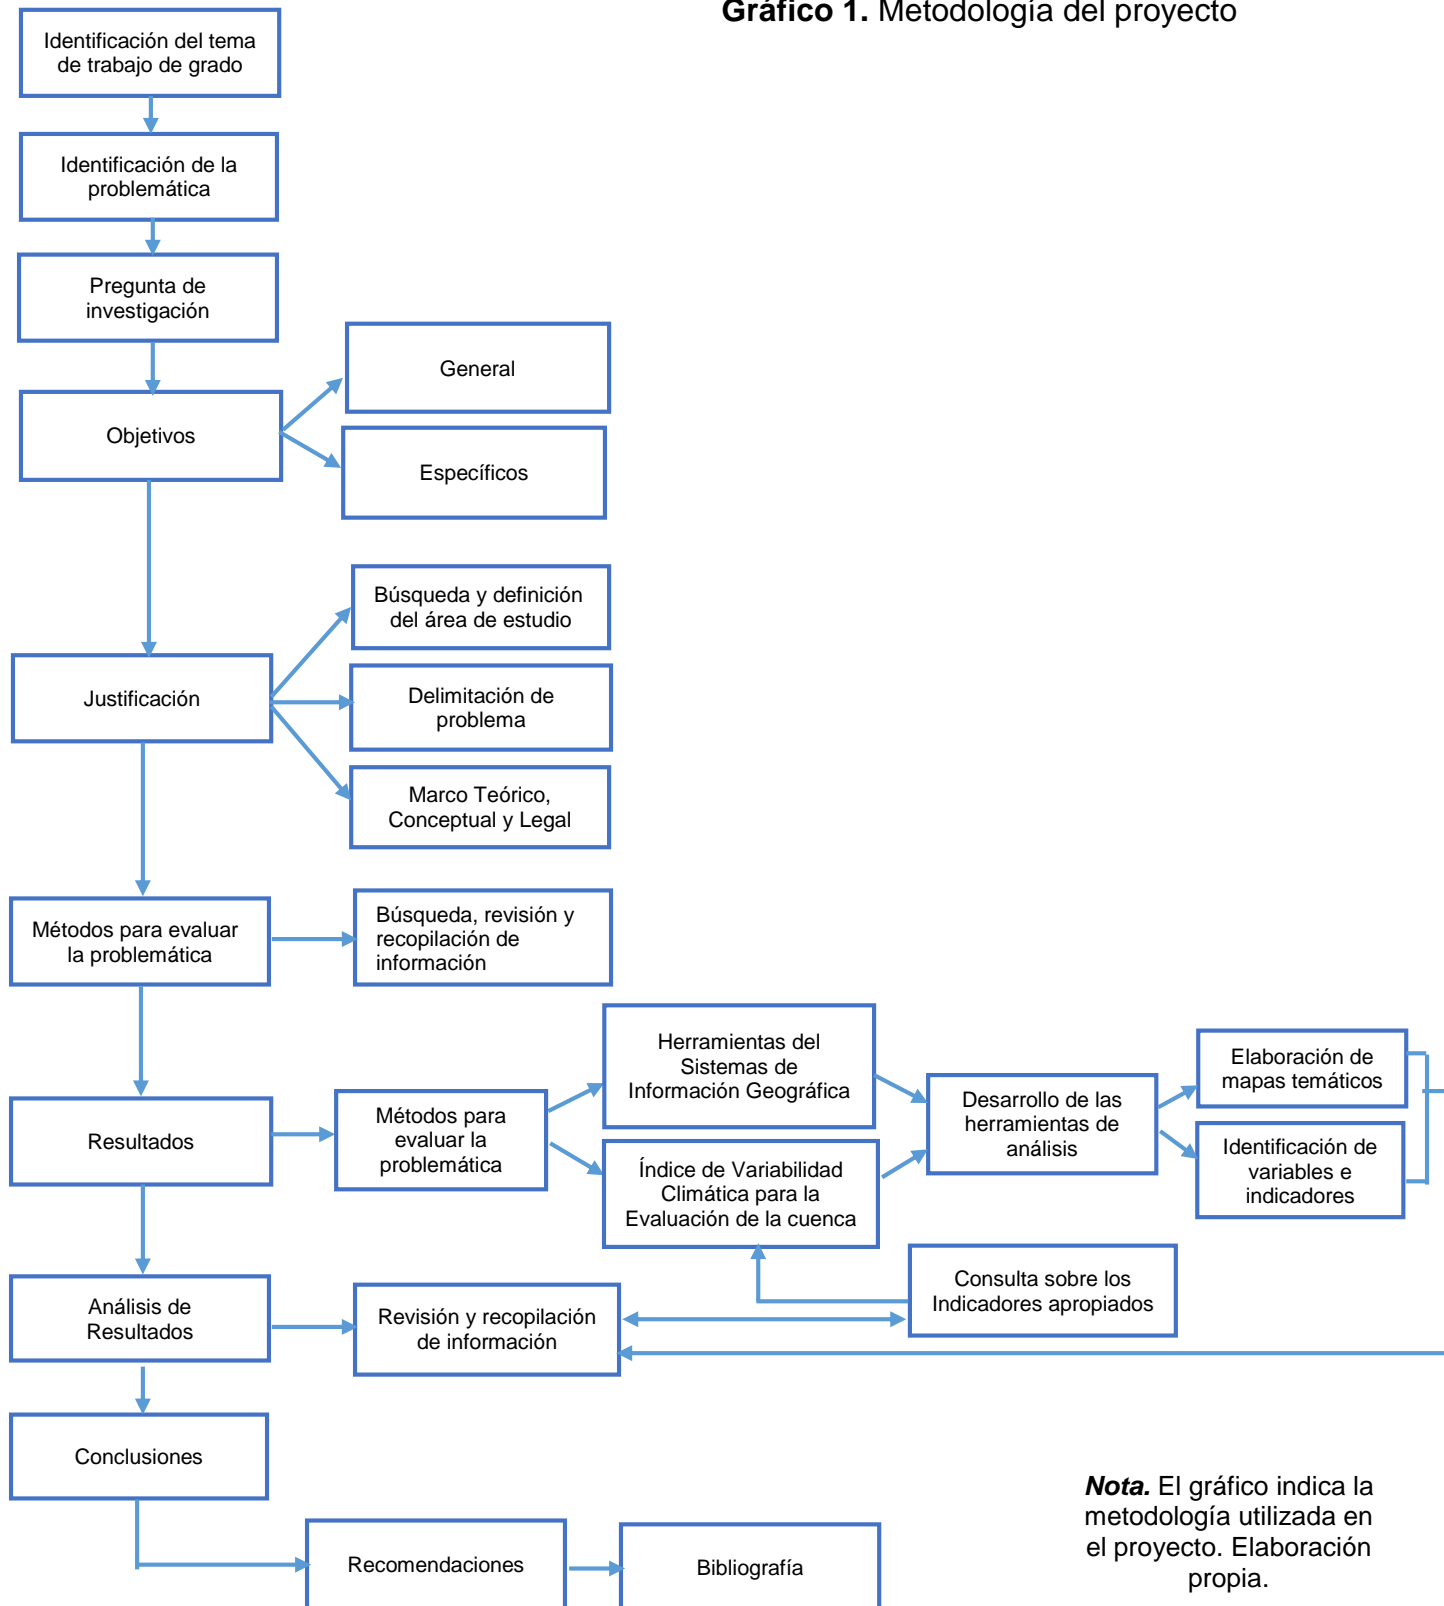 Gráfico 1. Metodología del proyecto
Identificación del tema
de trabajo de grado
Identificación de la
problemática
Pregunta de
investigación
General
Objetivos
Específicos
Búsqueda y definición
del área de estudio
Justificación
Delimitación de
problema
Marco Teórico,
Conceptual y Legal
Métodos para evaluar
la problemática
Búsqueda, revisión y
recopilación de
información
Resultados
Métodos para
evaluar la
problemática
Herramientas del
Sistemas de
Información Geográfica
Índice de Variabilidad
Climática para la
Evaluación de la cuenca
Desarrollo de las
herramientas de
análisis
Elaboración de
mapas temáticos
Identificación de
variables e
indicadores
Análisis de
Resultados
Revisión y recopilación
de información
Consulta sobre los
Indicadores apropiados
Conclusiones
Recomendaciones
Bibliografía
Nota. El gráfico indica la
metodología utilizada en
el proyecto. Elaboración
propia.